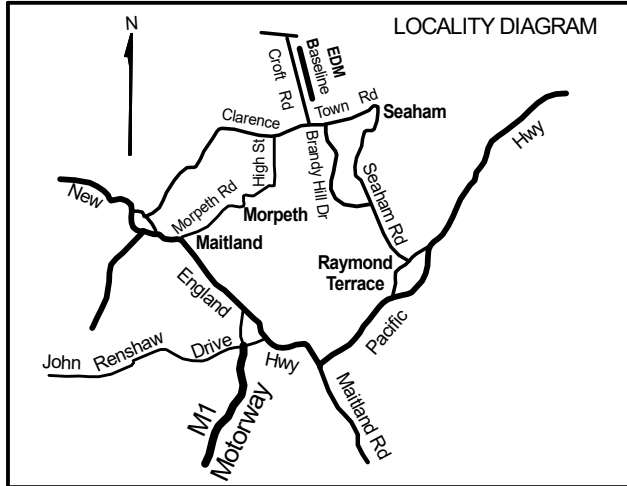 LOCALITY DIAGRAM
N
EDM
Baseline
Croft Rd
Clarence Town Rd
Seaham
High St
Brandy Hill Dr
Hwy
New
Morpeth Rd
Morpeth
Maitland
Seaham Rd
Raymond
Terrace
England
Pacific
John Renshaw Drive
Hwy
Maitland Rd
M1
Motorway